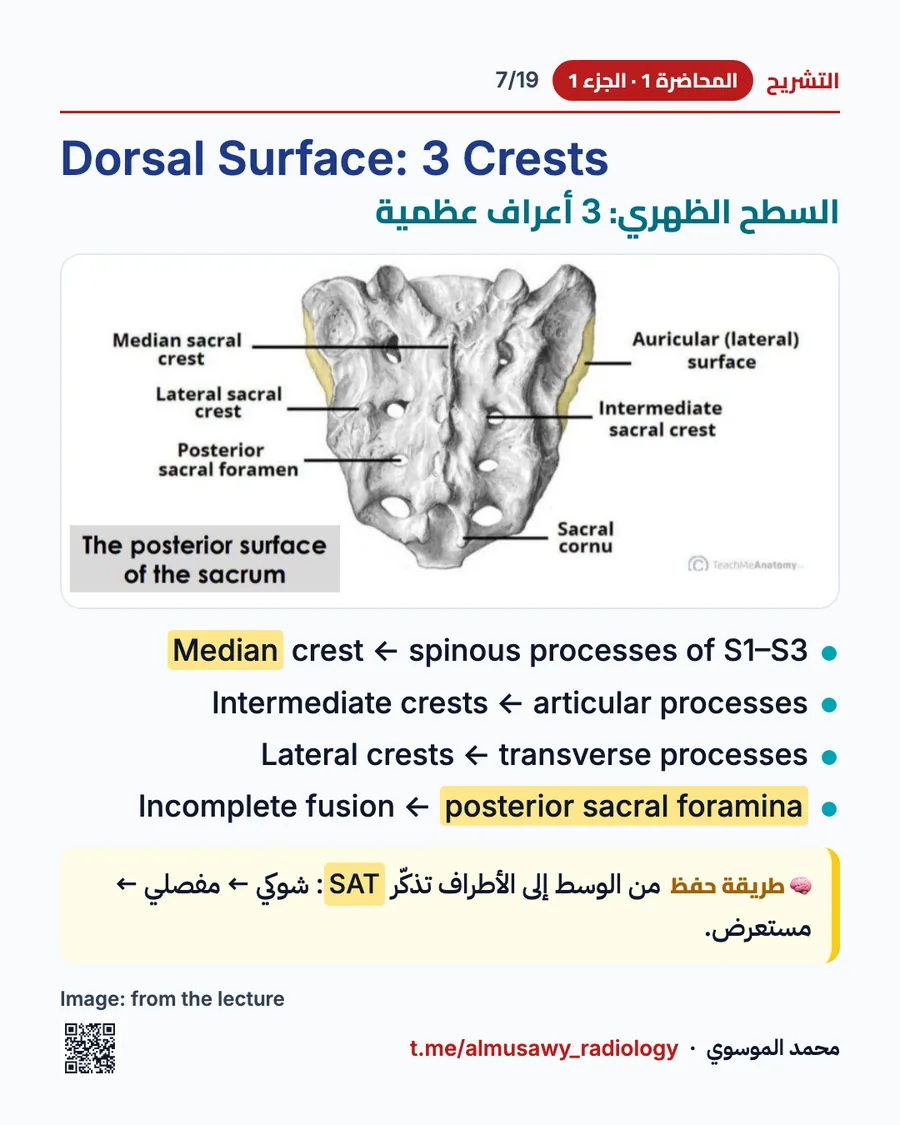 التشريح
المحاضرة 1 · الجزء 1
7/19
Dorsal Surface: 3 Crests
السطح الظهري: 3 أعراف عظمية
Median sacral
crest
Lateral sacral
crest
Posterior
sacral foramen
Auricular (lateral)
surface
Intermediate
sacral crest
Sacral
cornu
The posterior surface
of the sacrum
© TeachMeAnatomy
Median crest ← spinous processes of S1–S3
Intermediate crests ← articular processes
Lateral crests ← transverse processes
Incomplete fusion ← posterior sacral foramina
🧠 طريقة حفظ من الوسط إلى الأطراف تذكّر SAT: شوكي ← مفصلي ←
مستعرض.
Image: from the lecture
محمد الموسوي · t.me/almusawy_radiology